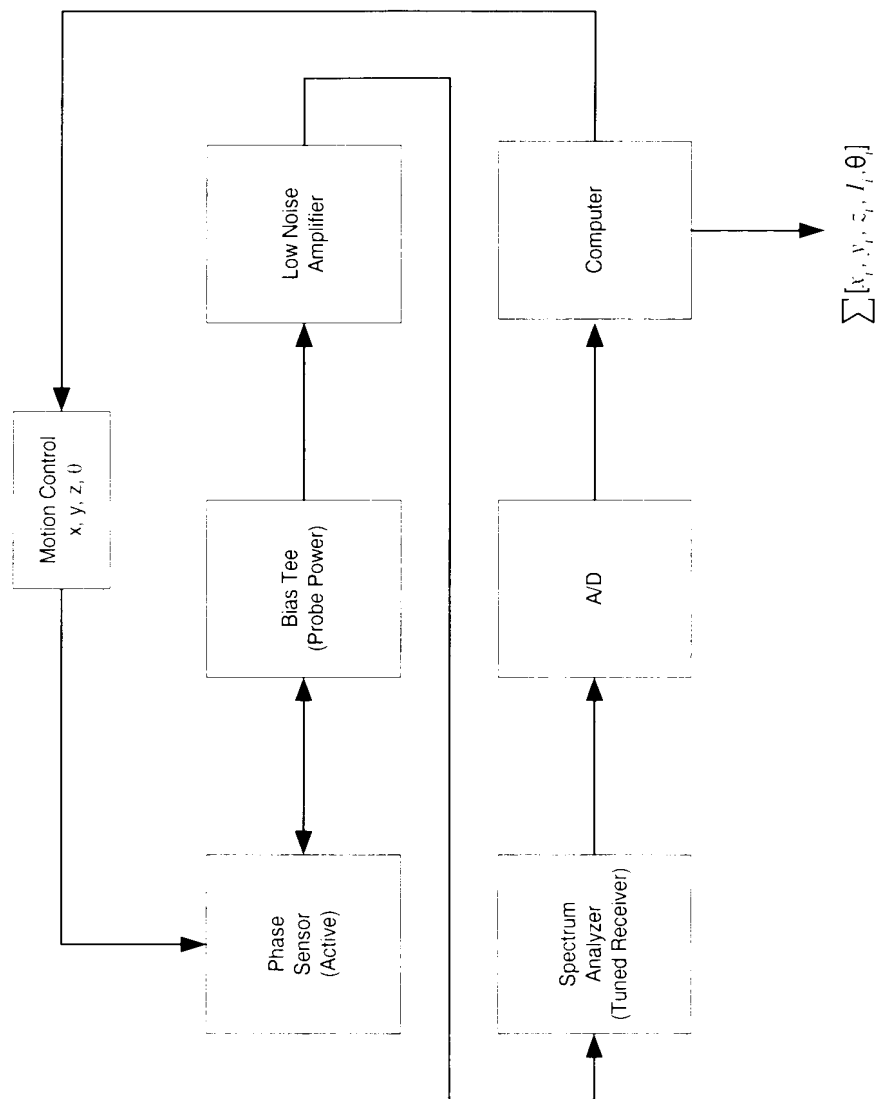 Motion Control
x, y, z, θ
Phase
Sensor
(Active)
Bias Tee
(Probe Power)
Low Noise
Amplifier
Spectrum
Analyzer
(Tuned Receiver)
A/D
Computer
∑[xᵢ, yᵢ, zᵢ, Iᵢ, θᵢ]